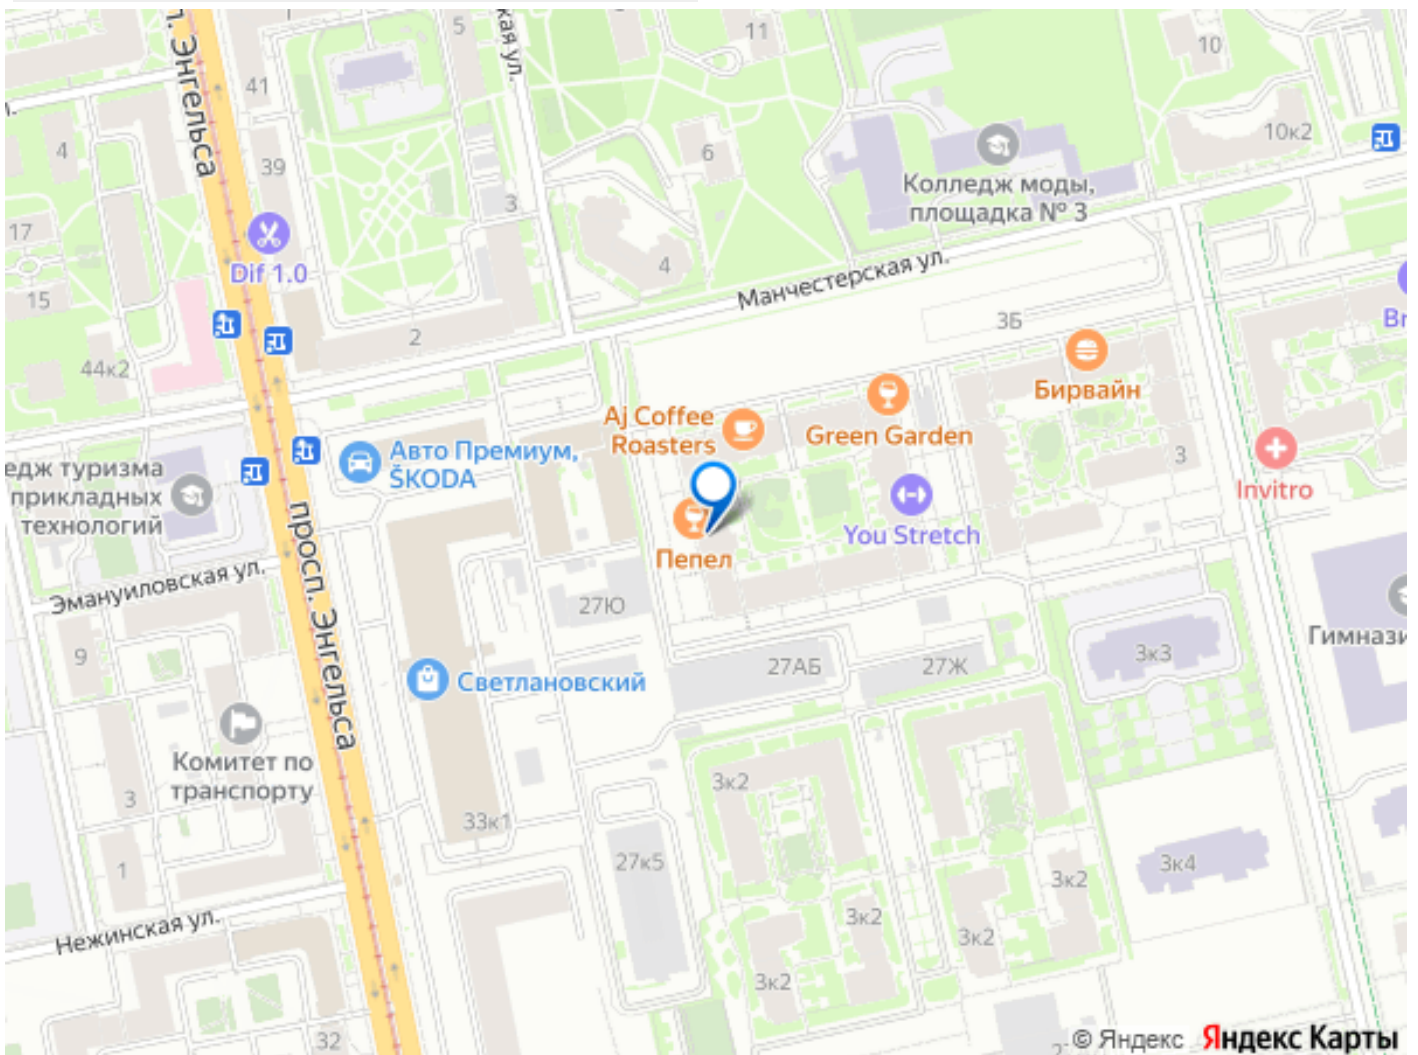 л. Энгельса
ская ул.
5
11
10
41
4
39
6
10к2
3
Колледж моды,
площадка № 3
17
Dif 1.0
4
Манчестерская ул.
15
2
3Б
Br
44к2
Бирвайн
Aj Coffee
Roasters
Green Garden
Авто Премиум,
ŠKODA
3
едж туризма
прикладных
технологий
Invitro
You Stretch
просп. Энгельса
Пепел
Эмануиловская ул.
27Ю
Гимнази
9
27АБ
27Ж
3к3
Светлановский
Комитет по
транспорту
3к2
3
33к1
1
27к5
3к4
3к2
3к2
3к2
Нежинская ул.
3к2
32
© Яндекс Яндекс Карты